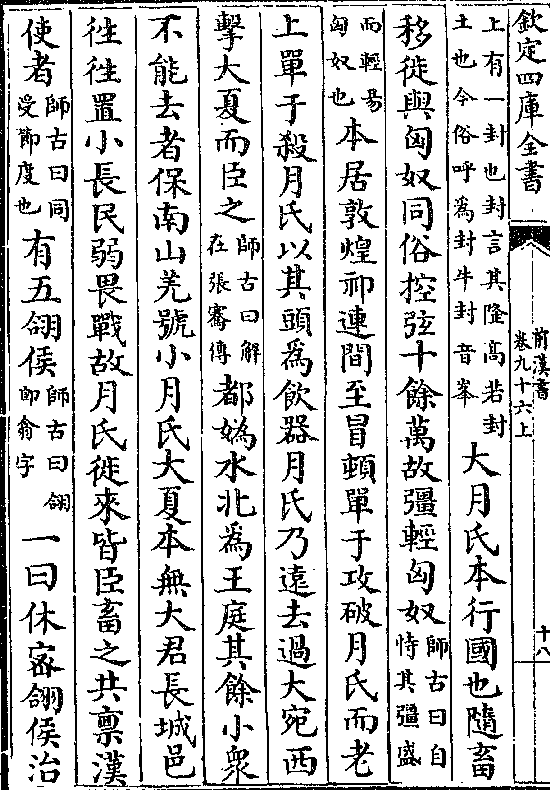 欽定四庫全書
前漢書
卷九十六上
十八
上有一封也封言其隆髙若封
土也今俗呼為封牛封音峯
大月氏本行國也隨畜
移徙與匈奴同俗控弦十餘萬故彊輕匈奴
師古曰自
恃其彊盛
而輕易
匈奴也
本居敦煌祁連間至冒頓單于攻破月氏而老
上單于殺月氏以其頭為飲器月氏乃遠去過大宛西
擊大夏而臣之
師古曰解
在張騫傳
都媯水北為王庭其餘小衆
不能去者保南山羌號小月氏大夏本無大君長城邑
往往置小長民弱畏戰故月氏徙來皆臣畜之共禀漢
使者
師古曰同
受節度也
有五翖侯
師古曰翖
即翕字
一曰休宻翖侯治